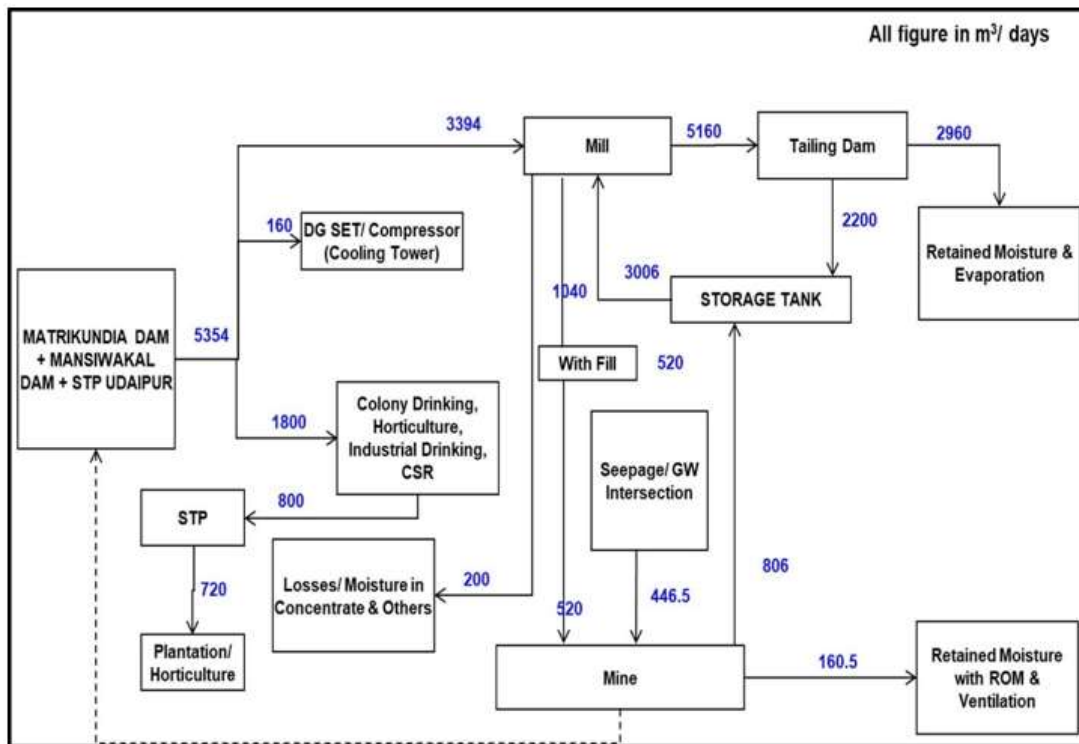 All figure in m³/ days
3394
Mill
5160
Tailing Dam
2960
160
DG SET/ Compressor
(Cooling Tower)
2200
Retained Moisture &
Evaporation
3006
1040
STORAGE TANK
MATRIKUNDIA DAM
+ MANSIWAKAL
DAM + STP UDAIPUR
5354
With Fill
520
1800
Colony Drinking,
Horticulture,
Industrial Drinking,
CSR
Seepage/ GW
Intersection
800
STP
Losses/ Moisture in
Concentrate & Others
200
806
720
520
446.5
Plantation/
Horticulture
Mine
160.5
Retained Moisture
with ROM &
Ventilation